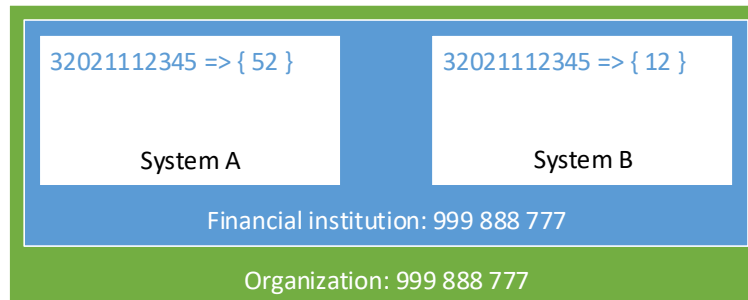 32021112345 => { 52 }
System A
32021112345 => { 12 }
System B
Financial institution: 999 888 777
Organization: 999 888 777